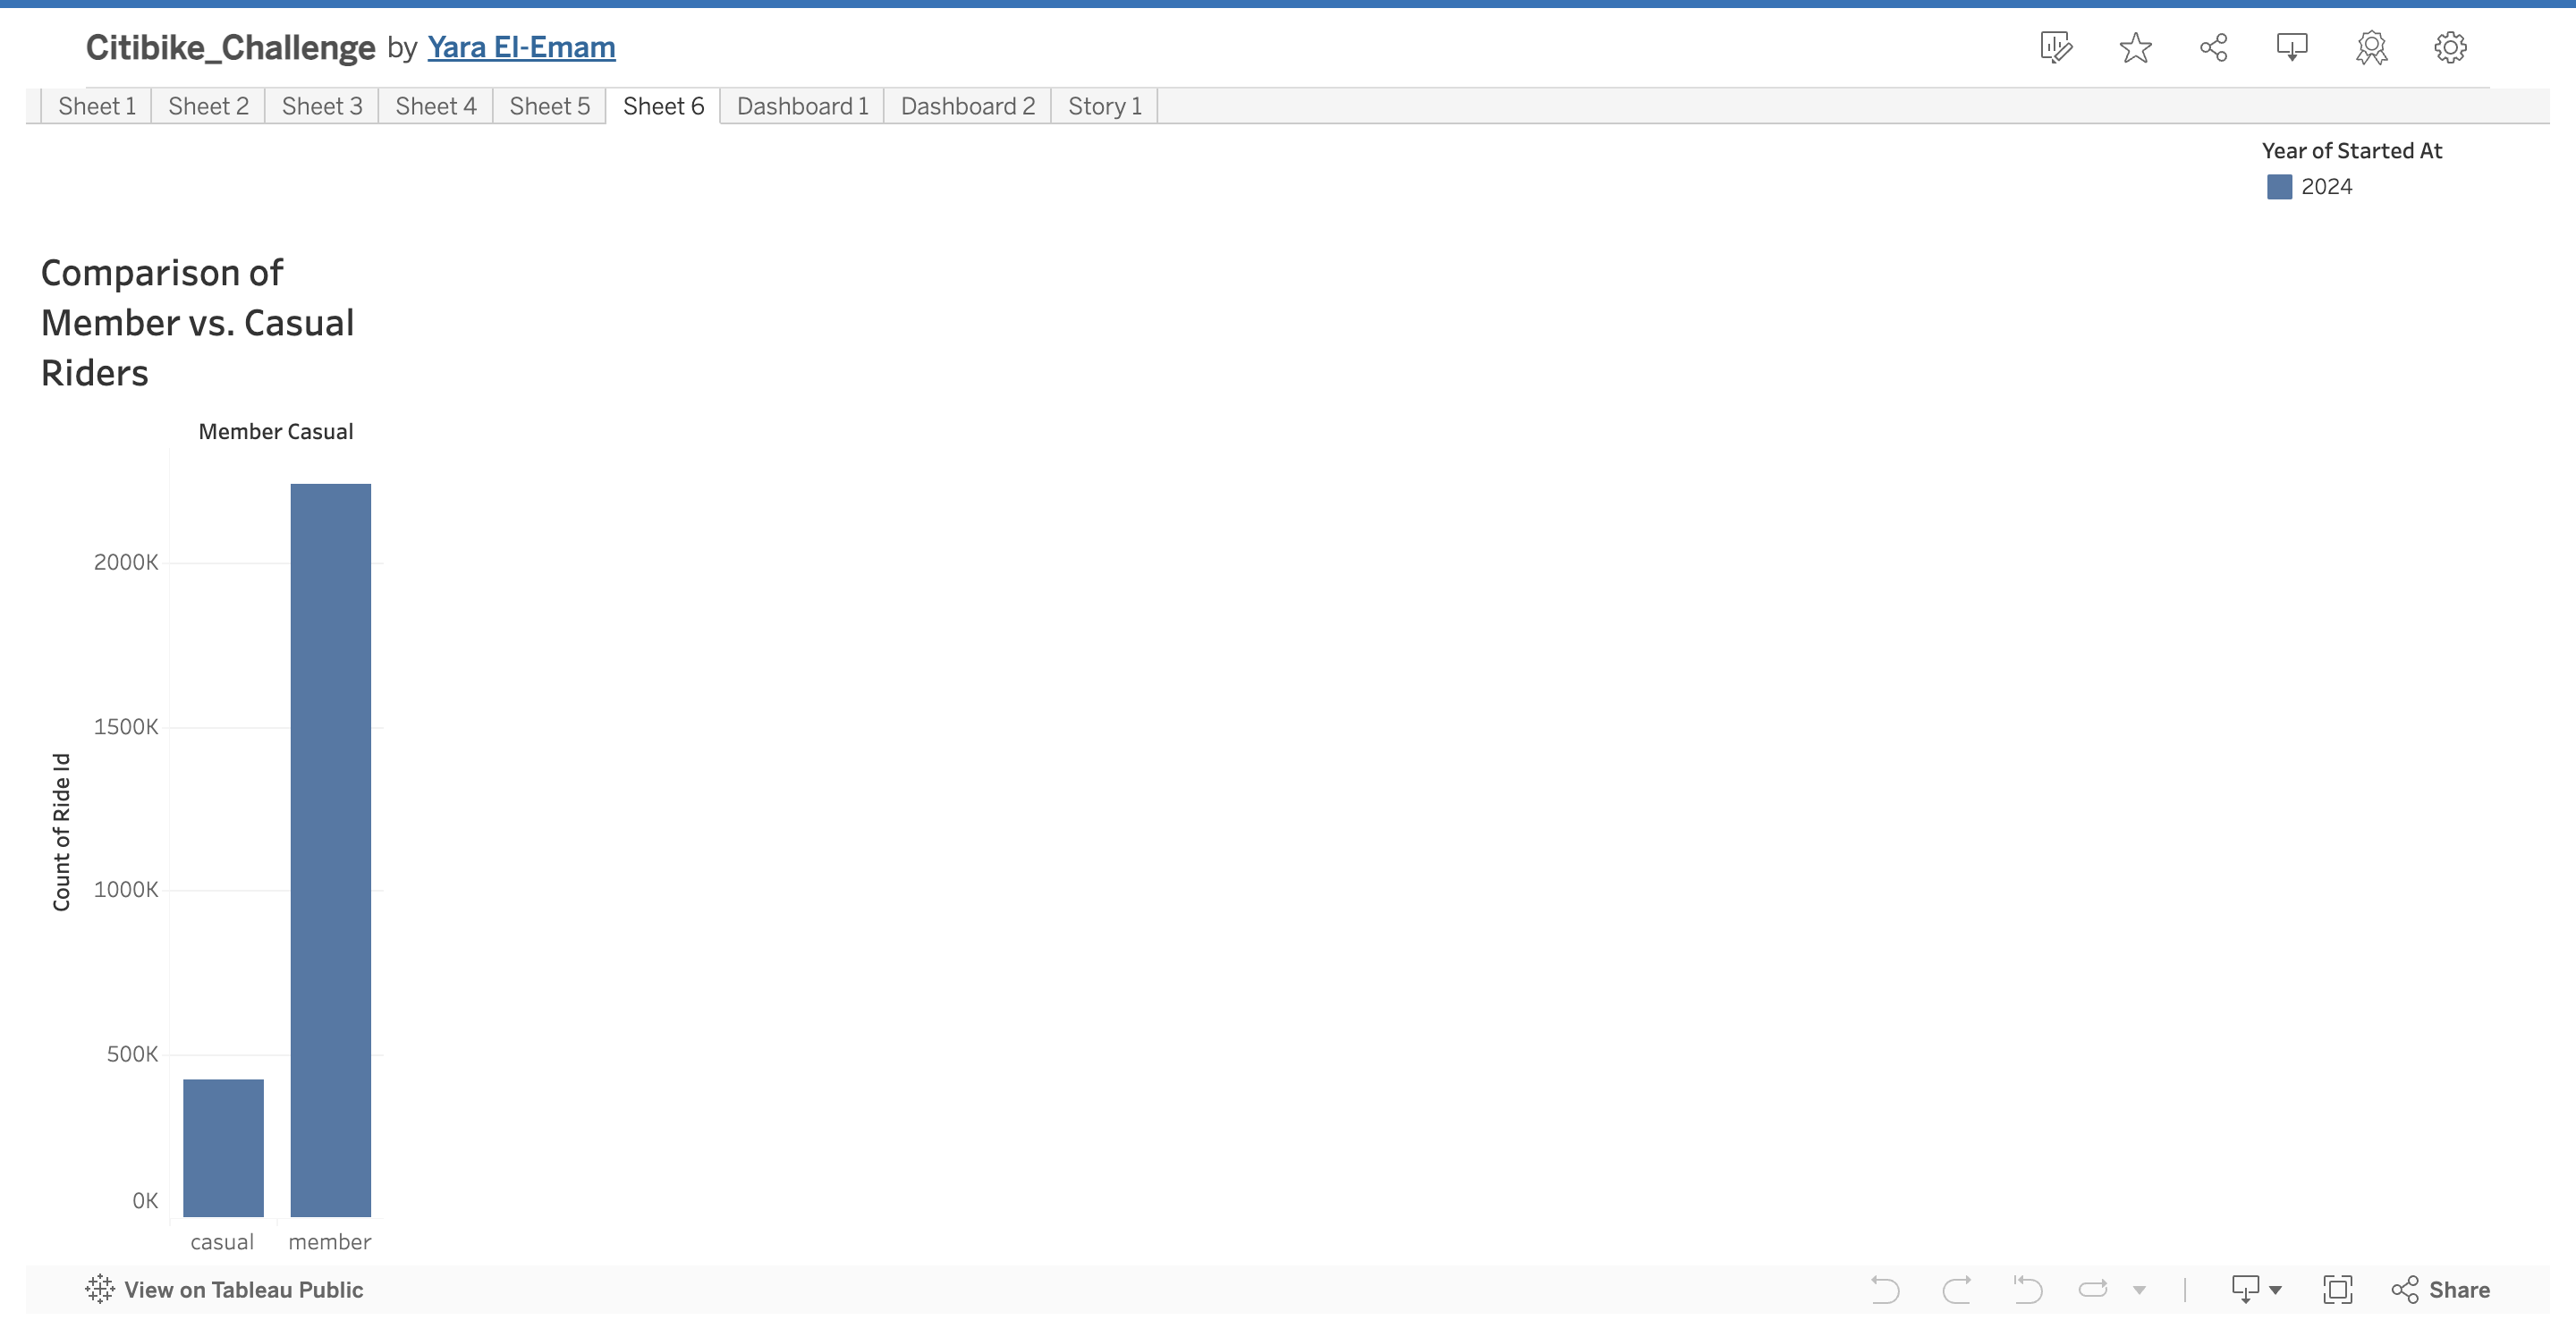 Citibike_Challenge by Yara El-Emam
Sheet 1 Sheet 2 Sheet 3 Sheet 4 Sheet 5 Sheet 6 Dashboard 1 Dashboard 2 Story 1
Year of Started At
2024
Comparison of
Member vs. Casual
Riders
Member Casual
2000K
1500K
1000K
500K
0K
Count of Ride Id
casual member
View on Tableau Public
Share